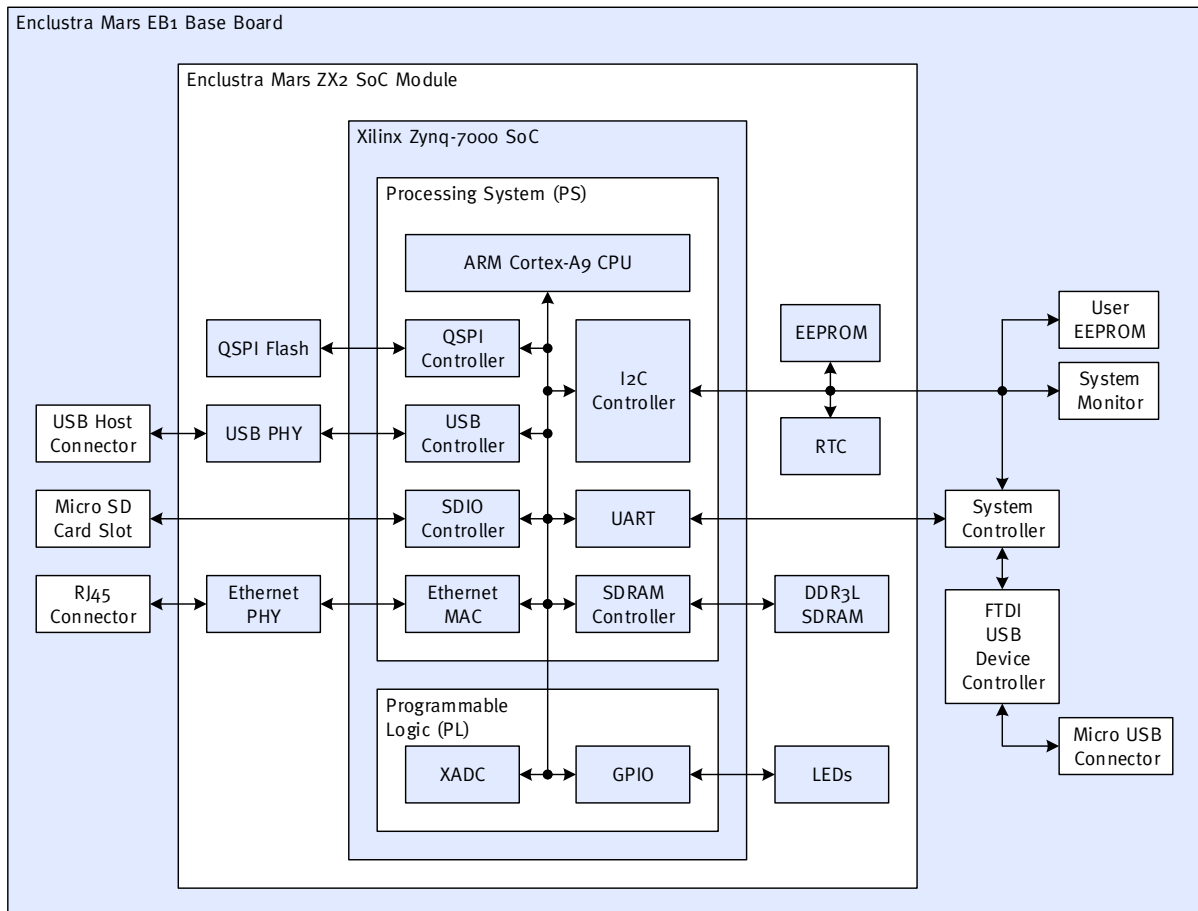 Enclustra Mars EB1 Base Board
Enclustra Mars ZX2 SoC Module
Xilinx Zynq-7000 SoC
Processing System (PS)
ARM Cortex-A9 CPU
QSPI Flash
QSPI
Controller
I2C
Controller
EEPROM
User
EEPROM
System
Monitor
USB Host
Connector
USB PHY
USB
Controller
RTC
Micro SD
Card Slot
SDIO
Controller
UART
System
Controller
RJ45
Connector
Ethernet
PHY
Ethernet
MAC
SDRAM
Controller
DDR3L
SDRAM
FTDI
USB
Device
Controller
Programmable
Logic (PL)
XADC
GPIO
LEDs
Micro USB
Connector